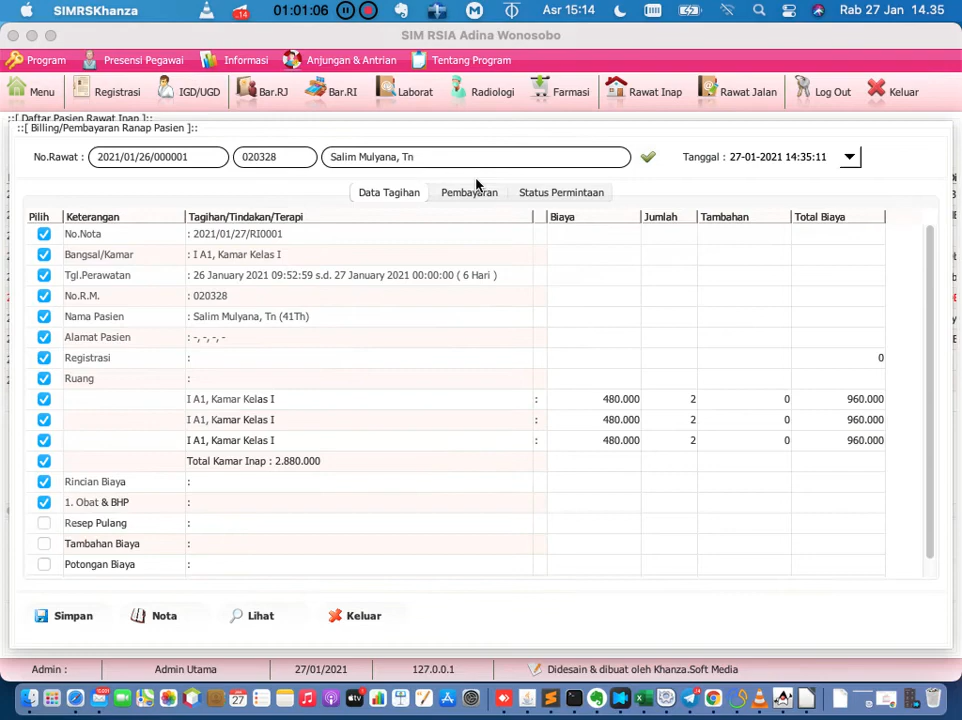 SIMRSKhanza 14 01:01:06 Asr 15:14 Rab 27 Jan 14.35
SIM RSIA Adina Wonosobo
Program Presensi Pegawai Informasi Anjungan & Antrian Tentang Program
Menu Registrasi IGD/UGD Bar.RJ Bar.RI Laborat Radiologi Farmasi Rawat Inap Rawat Jalan Log Out Keluar
::[ Daftar Pasien Rawat Inap ]::
::[ Billing/Pembayaran Ranap Pasien ]::
No.Rawat : 2021/01/26/000001 020328 Salim Mulyana, Tn Tanggal : 27-01-2021 14:35:11
Data Tagihan Pembayaran Status Permintaan
Pilih Keterangan Tagihan/Tindakan/Terapi Biaya Jumlah Tambahan Total Biaya
No.Nota : 2021/01/27/RI0001
Bangsal/Kamar : I A1, Kamar Kelas I
Tgl.Perawatan : 26 January 2021 09:52:59 s.d. 27 January 2021 00:00:00 ( 6 Hari )
No.R.M. : 020328
Nama Pasien : Salim Mulyana, Tn (41Th)
Alamat Pasien : -, -, -, -
Registrasi : 0
Ruang :
I A1, Kamar Kelas I : 480.000 2 0 960.000
I A1, Kamar Kelas I : 480.000 2 0 960.000
I A1, Kamar Kelas I : 480.000 2 0 960.000
Total Kamar Inap : 2.880.000
Rincian Biaya :
1. Obat & BHP :
Resep Pulang :
Tambahan Biaya :
Potongan Biaya :
Simpan Nota Lihat Keluar
Admin : Admin Utama 27/01/2021 127.0.0.1 Didesain & dibuat oleh Khanza.Soft Media